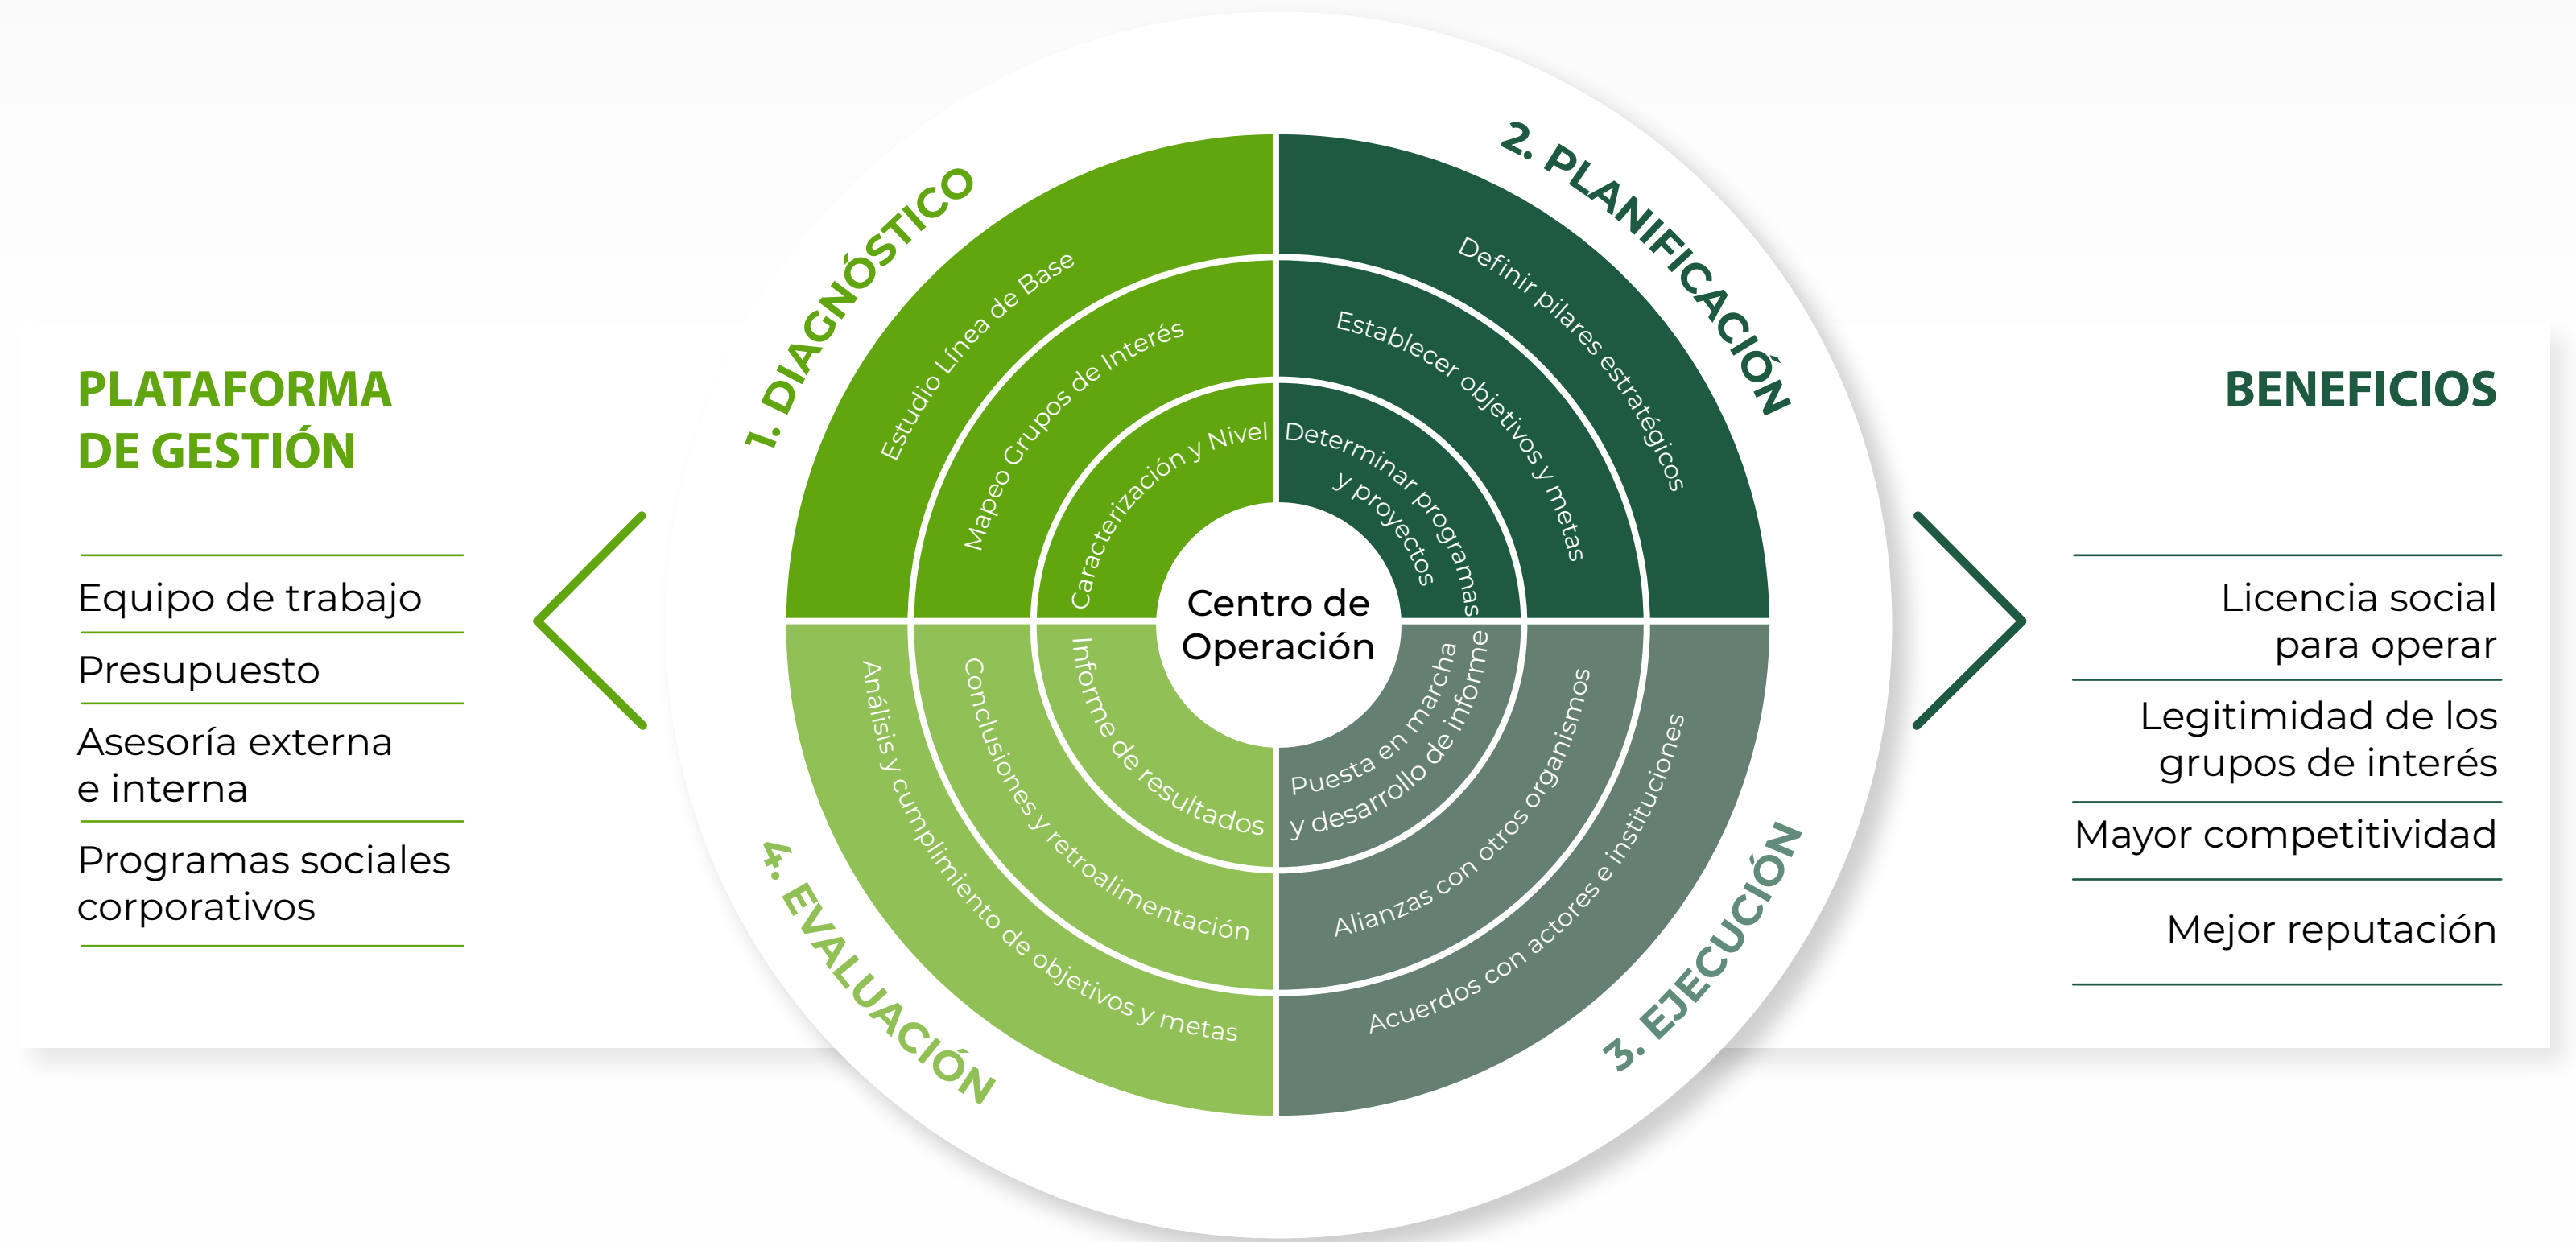 PLATAFORMA
DE GESTIÓN
Equipo de trabajo
Presupuesto
Asesoría externa
e interna
Programas sociales
corporativos
1. DIAGNÓSTICO
Estudio Línea de Base
Mapeo Grupos de Interés
Caracterización y Nivel
2. PLANIFICACIÓN
Definir pilares estratégicos
Establecer objetivos y metas
Determinar programas
y proyectos
Centro de
Operación
3. EJECUCIÓN
Puesta en marcha
y desarrollo de informe
Alianzas con otros organismos
Acuerdos con actores e instituciones
4. EVALUACIÓN
Informe de resultados
Conclusiones y retroalimentación
Análisis y cumplimiento de objetivos y metas
BENEFICIOS
Licencia social
para operar
Legitimidad de los
grupos de interés
Mayor competitividad
Mejor reputación